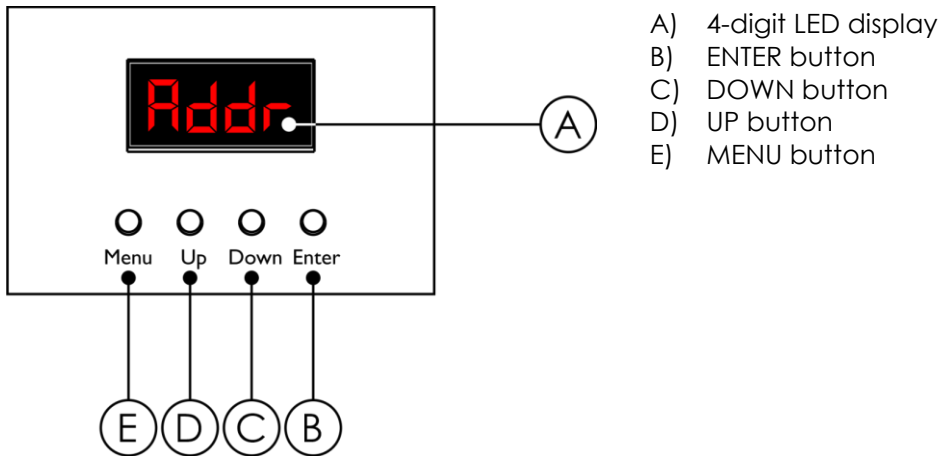 Addr
A
A) 4-digit LED display
B) ENTER button
C) DOWN button
D) UP button
E) MENU button
Menu Up Down Enter
E D C B